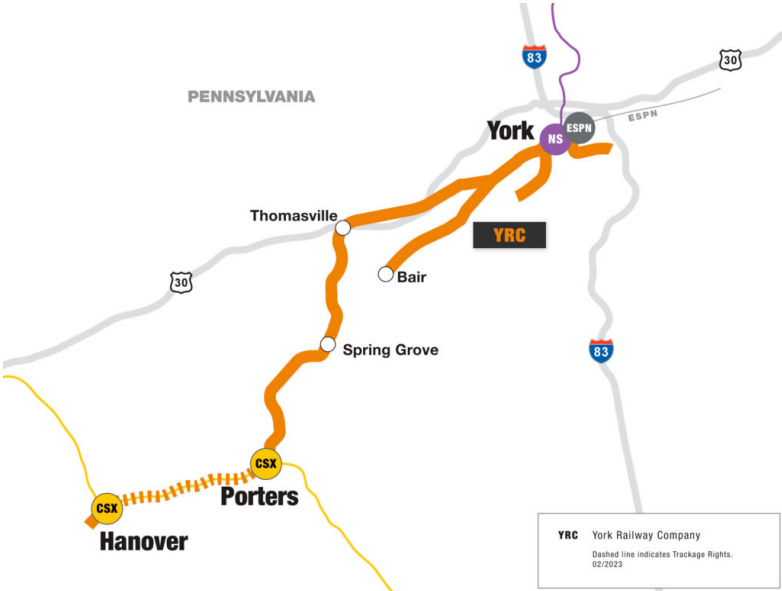 83
30
PENNSYLVANIA
ESPN
York
NS
ESPN
Thomasville
YRC
Bair
30
Spring Grove
83
CSX
Porters
CSX
Hanover
YRC York Railway Company
Dashed line indicates Trackage Rights.
02/2023